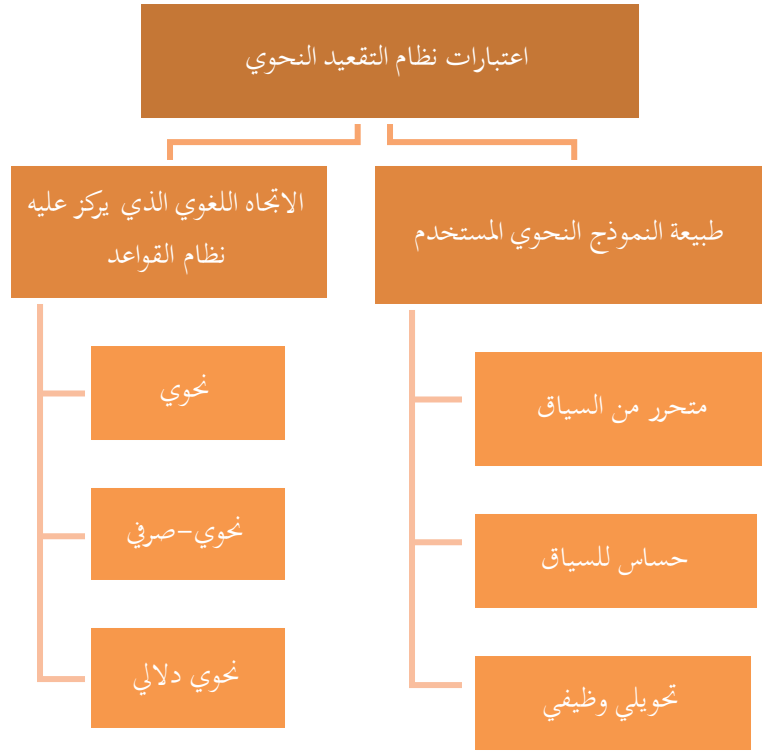 اعتبارات نظام التقعيد النحوي
طبيعة النموذج النحوي المستخدم
متحرر من السياق
حساس للسياق
تحويلي وظيفي
الاتجاه اللغوي الذي يركز عليه
نظام القواعد
نحوي
نحوي-صرفي
نحوي دلالي